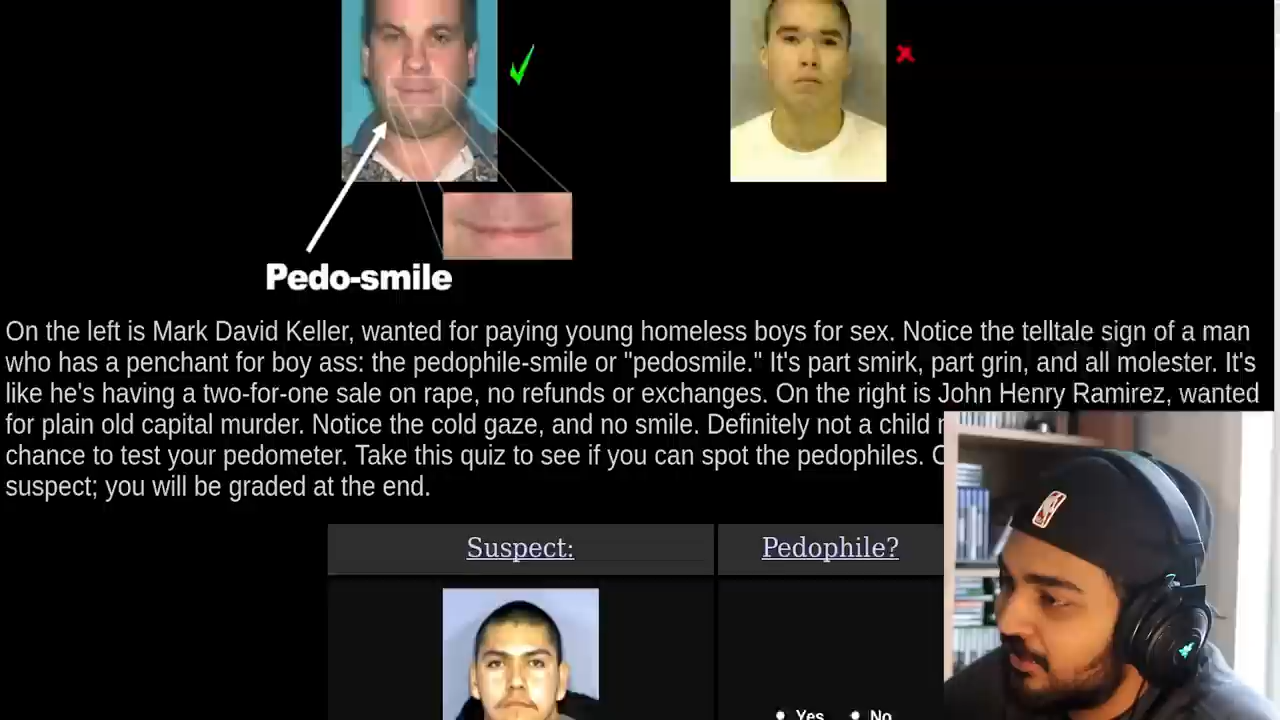 Pedo-smile
On the left is Mark David Keller, wanted for paying young homeless boys for sex. Notice the telltale sign of a man
who has a penchant for boy ass: the pedophile-smile or "pedosmile." It's part smirk, part grin, and all molester. It's
like he's having a two-for-one sale on rape, no refunds or exchanges. On the right is John Henry Ramirez, wanted
for plain old capital murder. Notice the cold gaze, and no smile. Definitely not a child
chance to test your pedometer. Take this quiz to see if you can spot the pedophiles.
suspect; you will be graded at the end.
Suspect: Pedophile?
Yes No